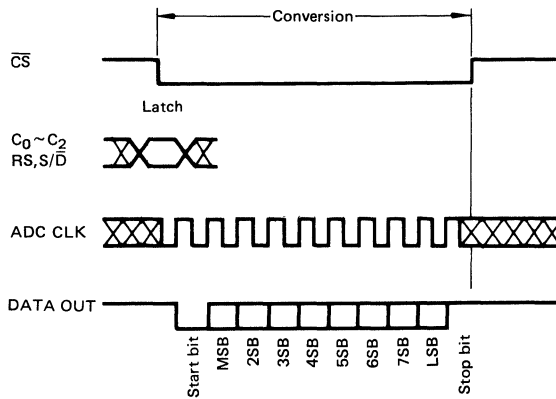 Conversion
C̅S̅
Latch
C₀~C₂
RS, S/D̅
ADC CLK
DATA OUT
Start bit
MSB
2SB
3SB
4SB
5SB
6SB
7SB
LSB
Stop bit